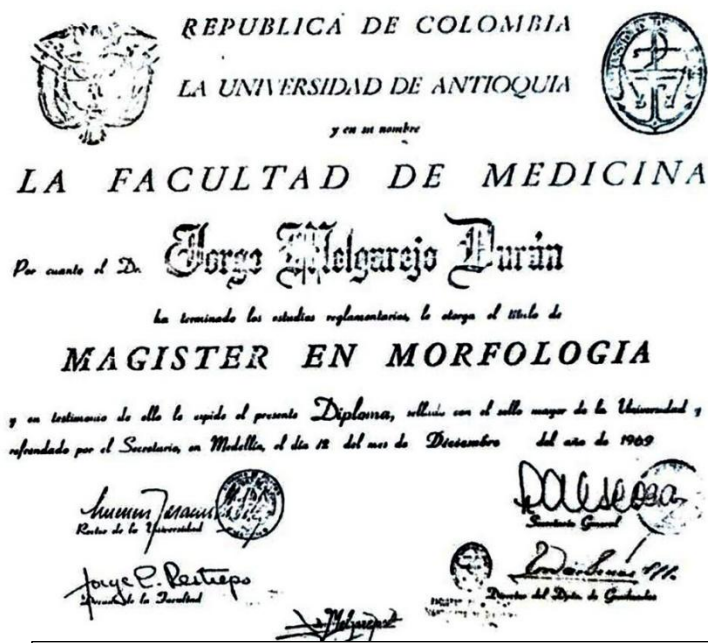 REPUBLICA DE COLOMBIA
LA UNIVERSIDAD DE ANTIOQUIA
y en su nombre
LA FACULTAD DE MEDICINA
Por cuanto el Dr. Jorge Melgarejo Durán
ha terminado los estudios reglamentarios, le otorga el título de
MAGISTER EN MORFOLOGIA
y en testimonio de ello le expide el presente Diploma, sellado con el sello mayor de la Universidad y
refrendado por el Secretario, en Medellín, el día 12 del mes de Diciembre del año de 1969
Rector de la Universidad
Secretario General
Jorge E. Restrepo
Decano de la Facultad
Director del Dpto. de Graduados